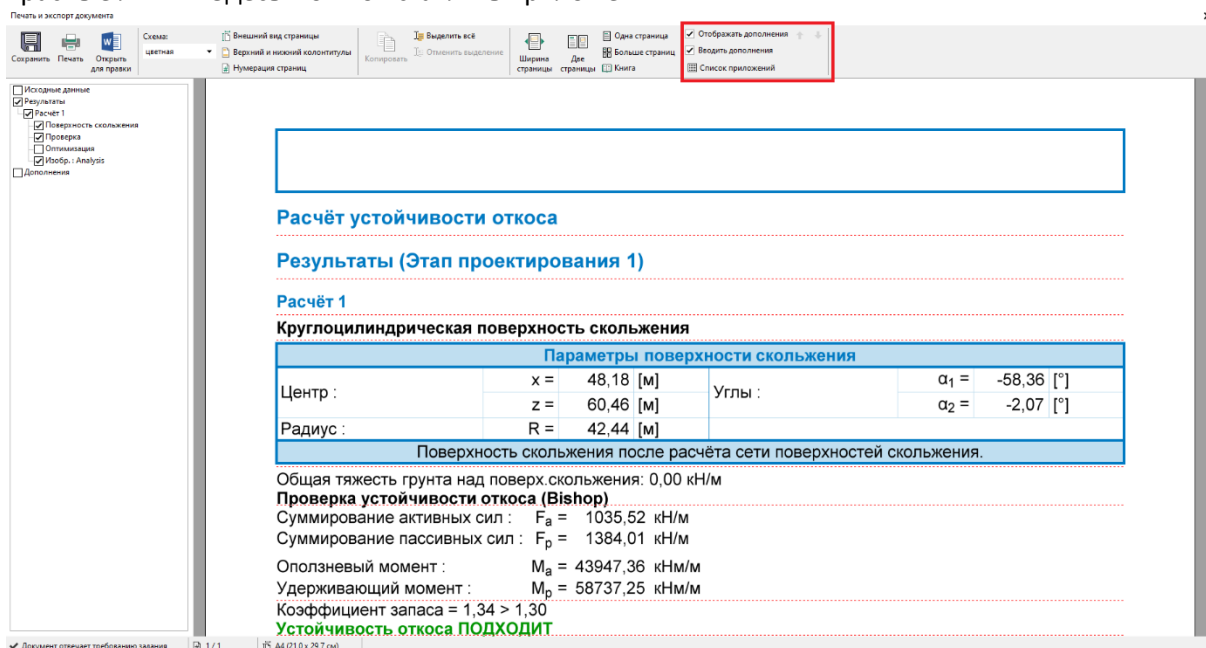 Печать и экспорт документа
Сохранить Печать Открыть для правки
Схема:
цветная
Внешний вид страницы
Верхний и нижний колонтитулы
Нумерация страниц
Копировать
Выделить всё
Отменить выделение
Ширина страницы
Две страницы
Одна страница
Больше страниц
Книга
Отображать дополнения
Вводить дополнения
Список приложений
Исходные данные
Результаты
Расчёт 1
Поверхность скольжения
Проверка
Оптимизация
Изобр. : Analysis
Дополнения
Расчёт устойчивости откоса
Результаты (Этап проектирования 1)
Расчёт 1
Круглоцилиндрическая поверхность скольжения
Параметры поверхности скольжения
Центр : x = 48,18 [м] Углы : α1 = -58,36 [°]
z = 60,46 [м] α2 = -2,07 [°]
Радиус : R = 42,44 [м]
Поверхность скольжения после расчёта сети поверхностей скольжения.
Общая тяжесть грунта над поверх.скольжения: 0,00 кН/м
Проверка устойчивости откоса (Bishop)
Суммирование активных сил : Fa = 1035,52 кН/м
Суммирование пассивных сил : Fp = 1384,01 кН/м
Оползневый момент : Ma = 43947,36 кНм/м
Удерживающий момент : Mp = 58737,25 кНм/м
Коэффициент запаса = 1,34 > 1,30
Устойчивость откоса ПОДХОДИТ
Документ отвечает требованию задания 1 / 1 A4 (21,0 x 29,7 см)